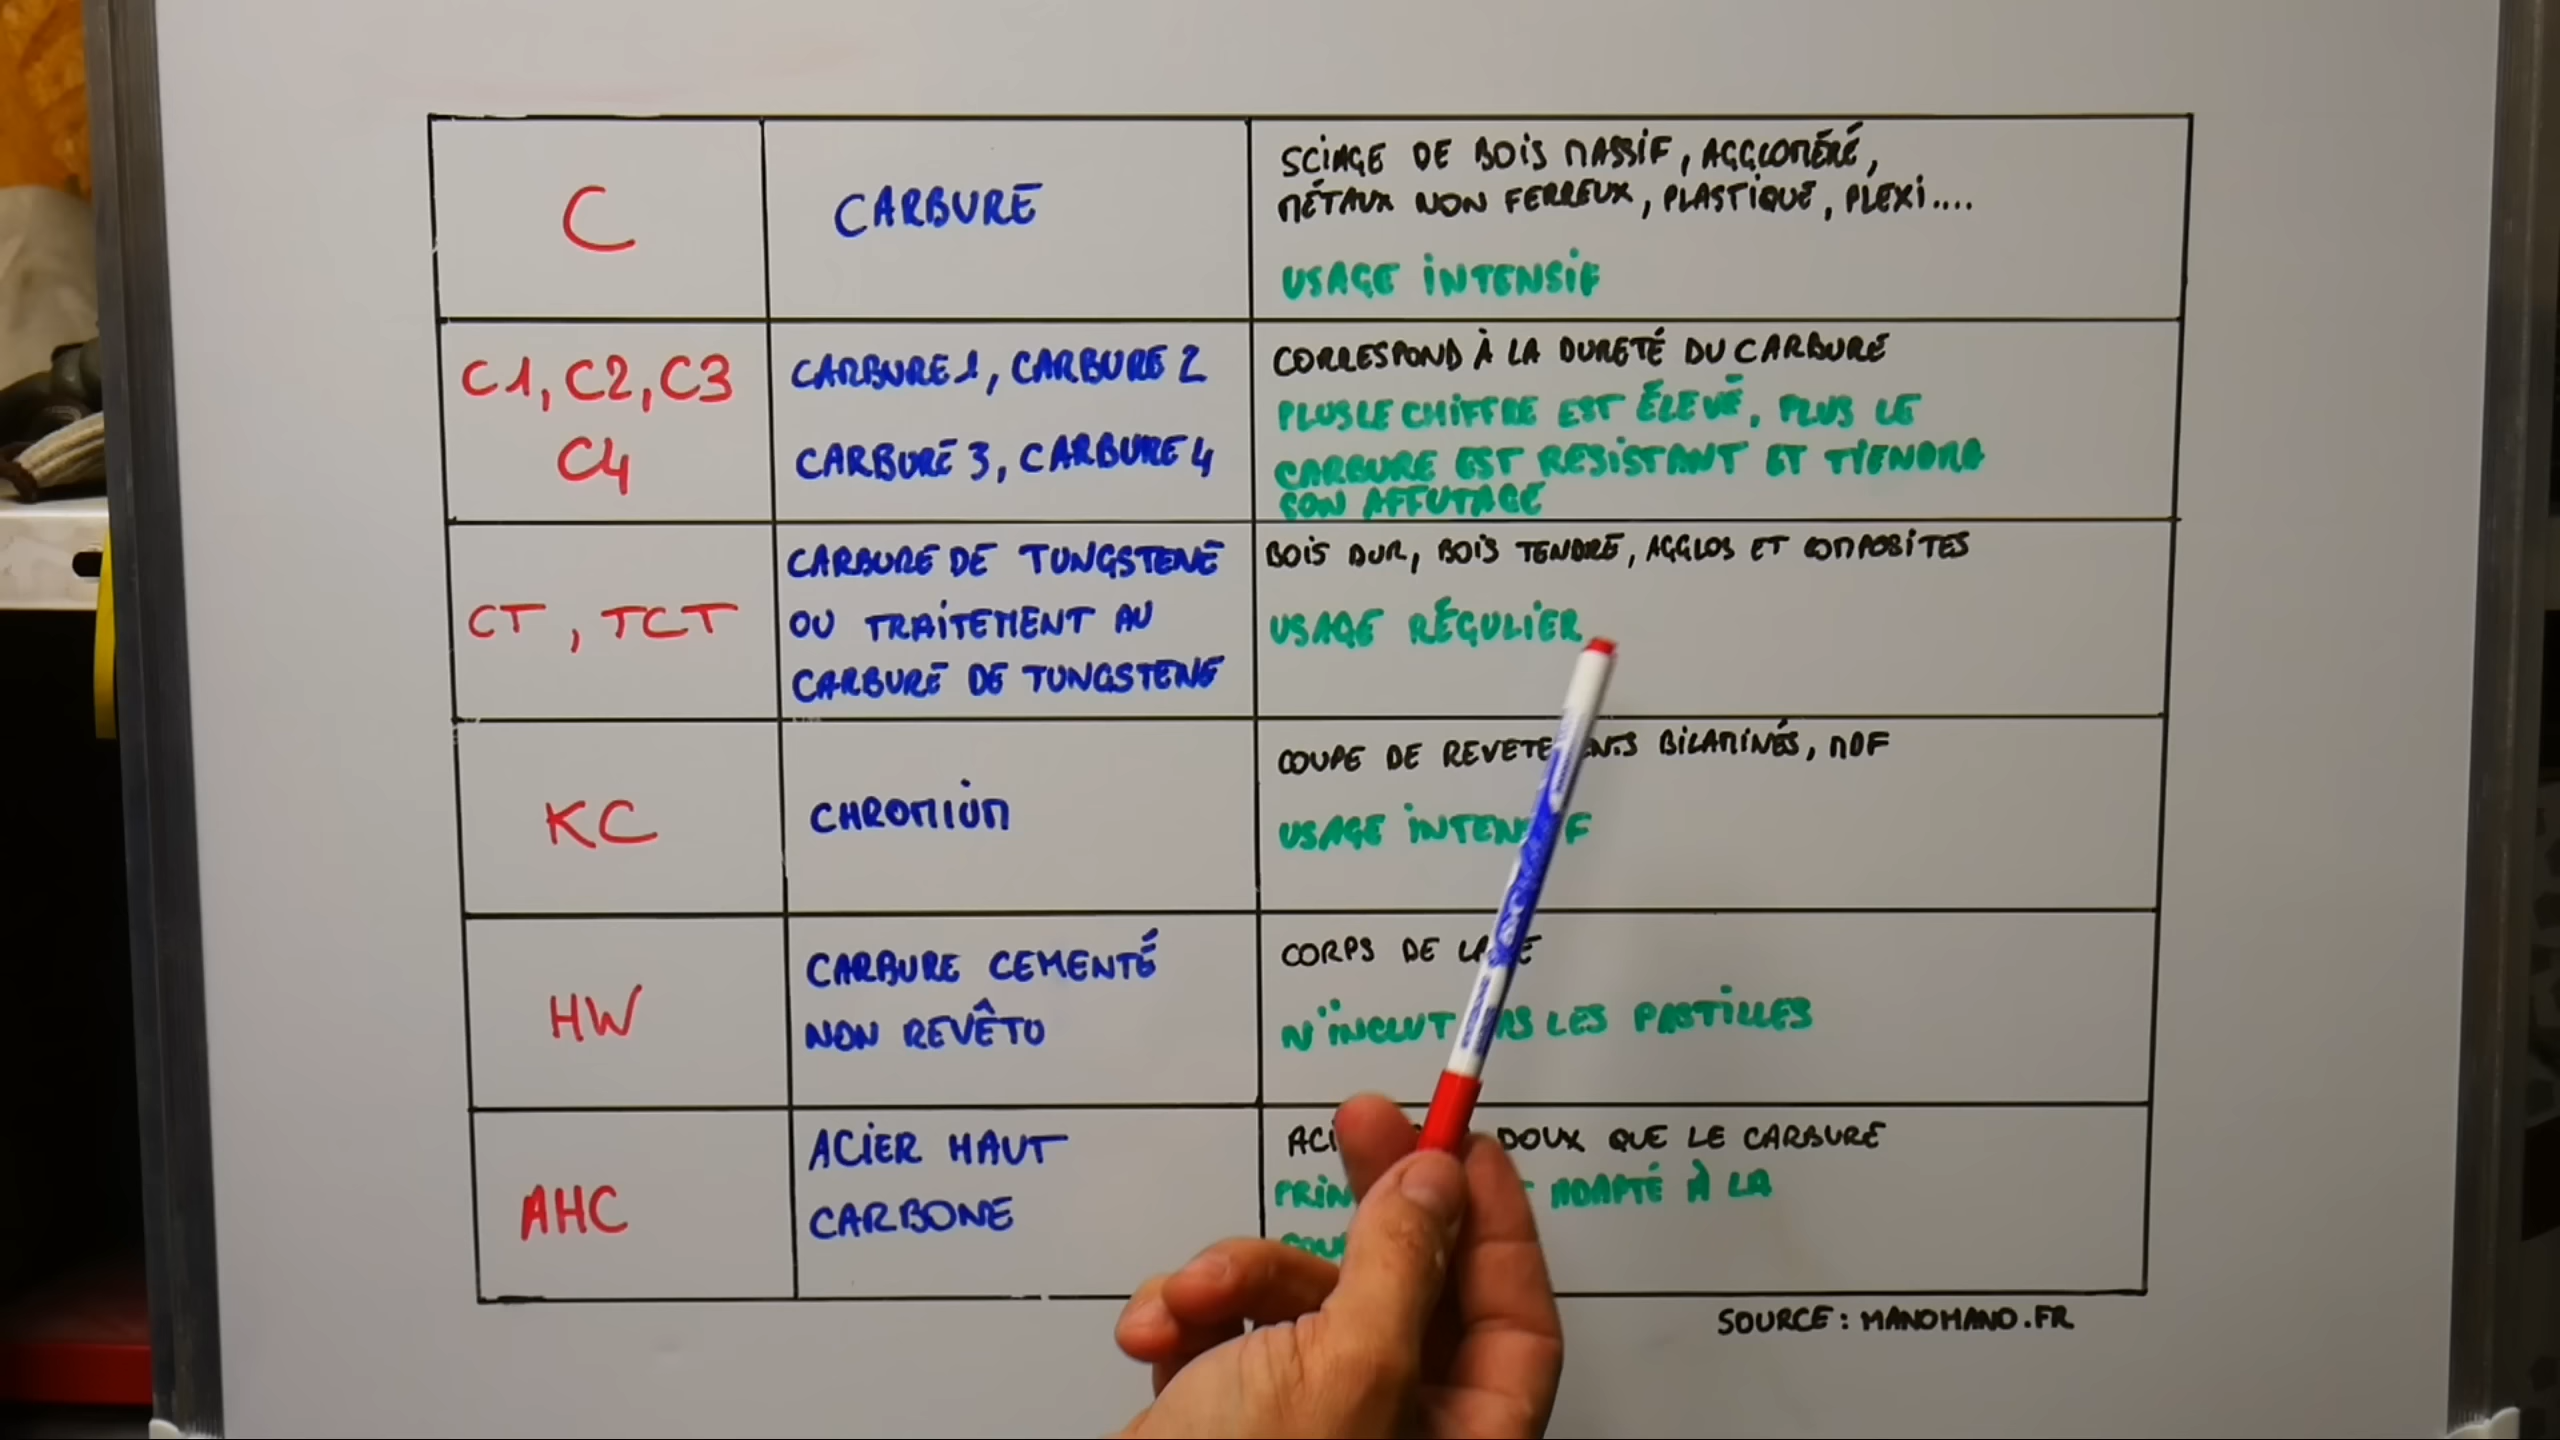 C
CARBURE
SCIAGE DE BOIS MASSIF, AGGLOMÉRÉ,
MÉTAUX NON FERREUX, PLASTIQUE, PLEXI....
USAGE INTENSIF
C1, C2, C3
C4
CARBURE 1, CARBURE 2
CARBURE 3, CARBURE 4
CORRESPOND À LA DURETÉ DU CARBURE
PLUS LE CHIFFRE EST ÉLEVÉ, PLUS LE
CARBURE EST RESISTANT ET TIENDRA
SON AFFUTAGE
CT, TCT
CARBURE DE TUNGSTENE
OU TRAITEMENT AU
CARBURE DE TUNGSTENE
BOIS DUR, BOIS TENDRE, AGGLOS ET COMPOSITES
USAGE RÉGULIER
KC
CHROMIUM
COUPE DE BILAMINÉS, MDF
USAGE
HW
CARBURE CEMENTÉ
NON REVÊTU
CORPS DE
N'INCLUT LES PASTILLES
AHC
ACIER HAUT
CARBONE
DOUX QUE LE CARBURE
ADAPTÉ À LA
SOURCE : MANOMANO.FR